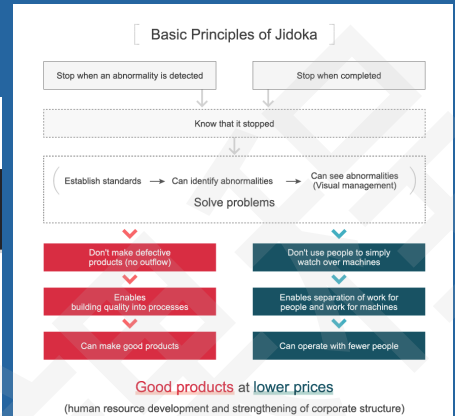 Basic Principles of Jidoka
Stop when an abnormality is detected
Stop when completed
Know that it stopped
Establish standards → Can identify abnormalities → Can see abnormalities
(Visual management)
Solve problems
Don't make defective
products (no outflow)
Don't use people to simply
watch over machines
Enables
building quality into processes
Enables separation of work for
people and work for machines
Can make good products
Can operate with fewer people
Good products at lower prices
(human resource development and strengthening of corporate structure)